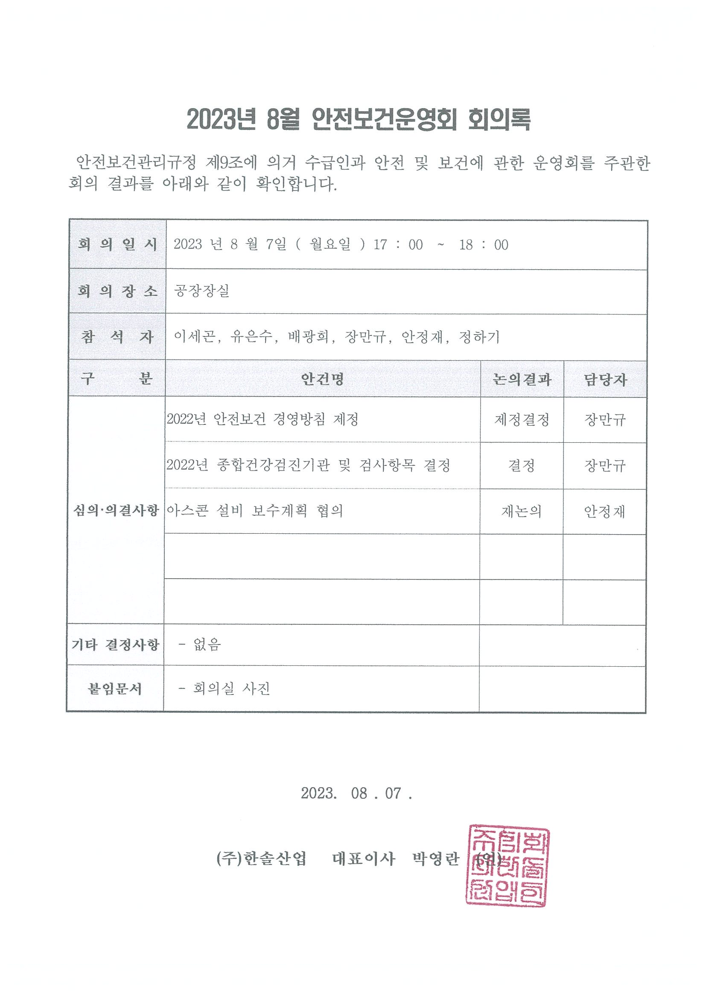 2023년 8월 안전보건운영회 회의록
안전보건관리규정 제9조에 의거 수급인과 안전 및 보건에 관한 운영회를 주관한
회의 결과를 아래와 같이 확인합니다.
회 의 일 시 2023 년 8 월 7일 ( 월요일 ) 17 : 00 ~ 18 : 00
회 의 장 소 공장장실
참 석 자 이세곤, 유은수, 배광희, 장만규, 안정재, 정하기
구 분 안건명 논의결과 담당자
2022년 안전보건 경영방침 제정 제정결정 장만규
2022년 종합건강검진기관 및 검사항목 결정 결정 장만규
심의·의결사항 아스콘 설비 보수계획 협의 재논의 안정재
기타 결정사항 - 없음
붙임문서 - 회의실 사진
2023. 08 . 07 .
(주)한솔산업 대표이사 박영란 (인)